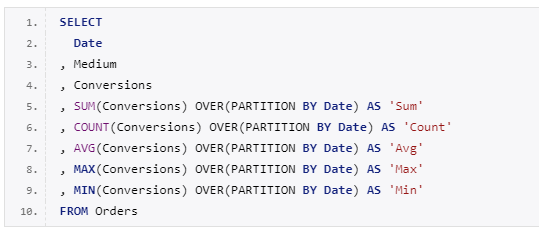 1. SELECT
2. Date
3. , Medium
4. , Conversions
5. , SUM(Conversions) OVER(PARTITION BY Date) AS 'Sum'
6. , COUNT(Conversions) OVER(PARTITION BY Date) AS 'Count'
7. , AVG(Conversions) OVER(PARTITION BY Date) AS 'Avg'
8. , MAX(Conversions) OVER(PARTITION BY Date) AS 'Max'
9. , MIN(Conversions) OVER(PARTITION BY Date) AS 'Min'
10. FROM Orders